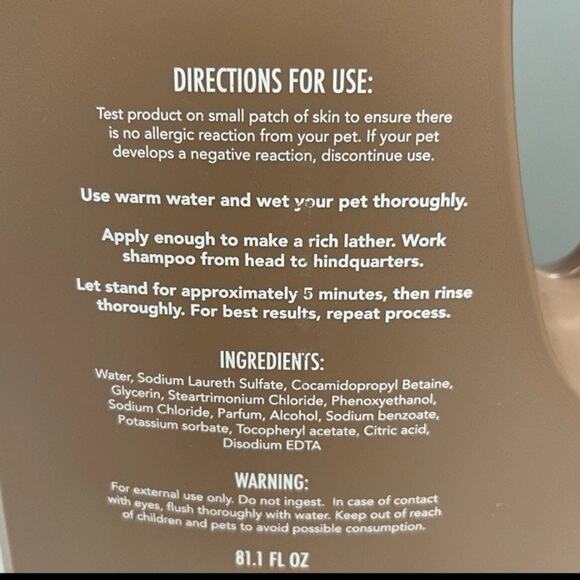 DIRECTIONS FOR USE:
Test product on small patch of skin to ensure there
is no allergic reaction from your pet. If your pet
develops a negative reaction, discontinue use.
Use warm water and wet your pet thoroughly.
Apply enough to make a rich lather. Work
shampoo from head to hindquarters.
Let stand for approximately 5 minutes, then rinse
thoroughly. For best results, repeat process.
INGREDIENTS:
Water, Sodium Laureth Sulfate, Cocamidopropyl Betaine,
Glycerin, Steartrimonium Chloride, Phenoxyethanol,
Sodium Chloride, Parfum, Alcohol, Sodium benzoate,
Potassium sorbate, Tocopheryl acetate, Citric acid,
Disodium EDTA
WARNING:
For external use only. Do not ingest. In case of contact
with eyes, flush thoroughly with water. Keep out of reach
of children and pets to avoid possible consumption.
81.1 FL OZ